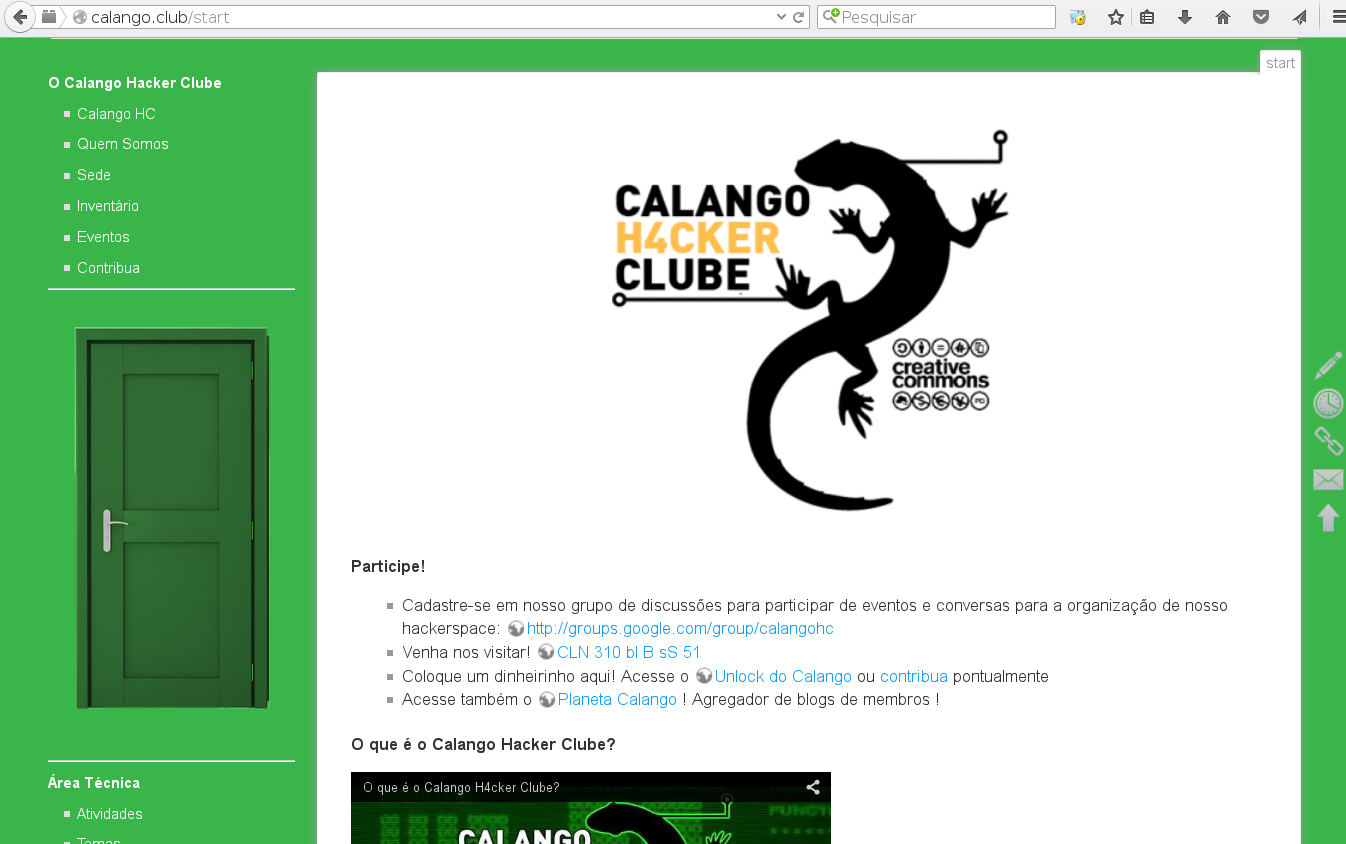 calango.club/start
Pesquisar
start
O Calango Hacker Clube
Calango HC
Quem Somos
Sede
Inventário
Eventos
Contribua
CALANGO
H4CKER
CLUBE
creative
commons
PD
Participe!
Cadastre-se em nosso grupo de discussões para participar de eventos e conversas para a organização de nosso
hackerspace: http://groups.google.com/group/calangohc
Venha nos visitar! CLN 310 bl B sS 51
Coloque um dinheirinho aqui! Acesse o Unlock do Calango ou contribua pontualmente
Acesse também o Planeta Calango ! Agregador de blogs de membros !
O que é o Calango Hacker Clube?
O que é o Calango H4cker Clube?
CALANGO
Área Técnica
Atividades
Temas